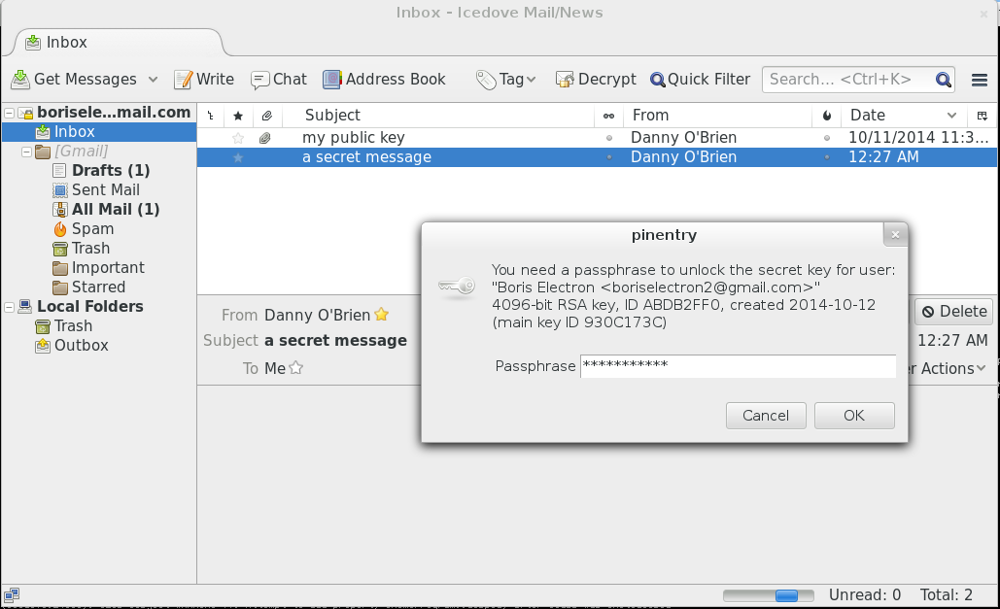 Inbox - Icedove Mail/News
Inbox
Get Messages Write Chat Address Book Tag Decrypt Quick Filter Search... <Ctrl+K>
borisele...mail.com
Inbox
[Gmail]
Drafts (1)
Sent Mail
All Mail (1)
Spam
Trash
Important
Starred
Local Folders
Trash
Outbox
Subject From Date
my public key Danny O'Brien 10/11/2014 11:3...
a secret message Danny O'Brien 12:27 AM
From Danny O'Brien
Subject a secret message
To Me
Delete
12:27 AM
er Actions
pinentry
You need a passphrase to unlock the secret key for user:
"Boris Electron <boriselectron2@gmail.com>"
4096-bit RSA key, ID ABDB2FF0, created 2014-10-12
(main key ID 930C173C)
Passphrase ***********
Cancel OK
Unread: 0 Total: 2